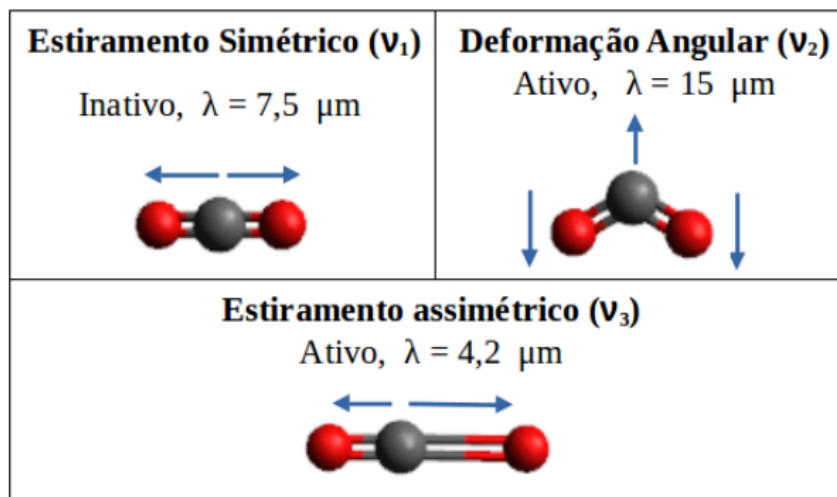 Estiramento Simétrico (ν₁)
Inativo, λ = 7,5 μm
Deformação Angular (ν₂)
Ativo, λ = 15 μm
Estiramento assimétrico (ν₃)
Ativo, λ = 4,2 μm